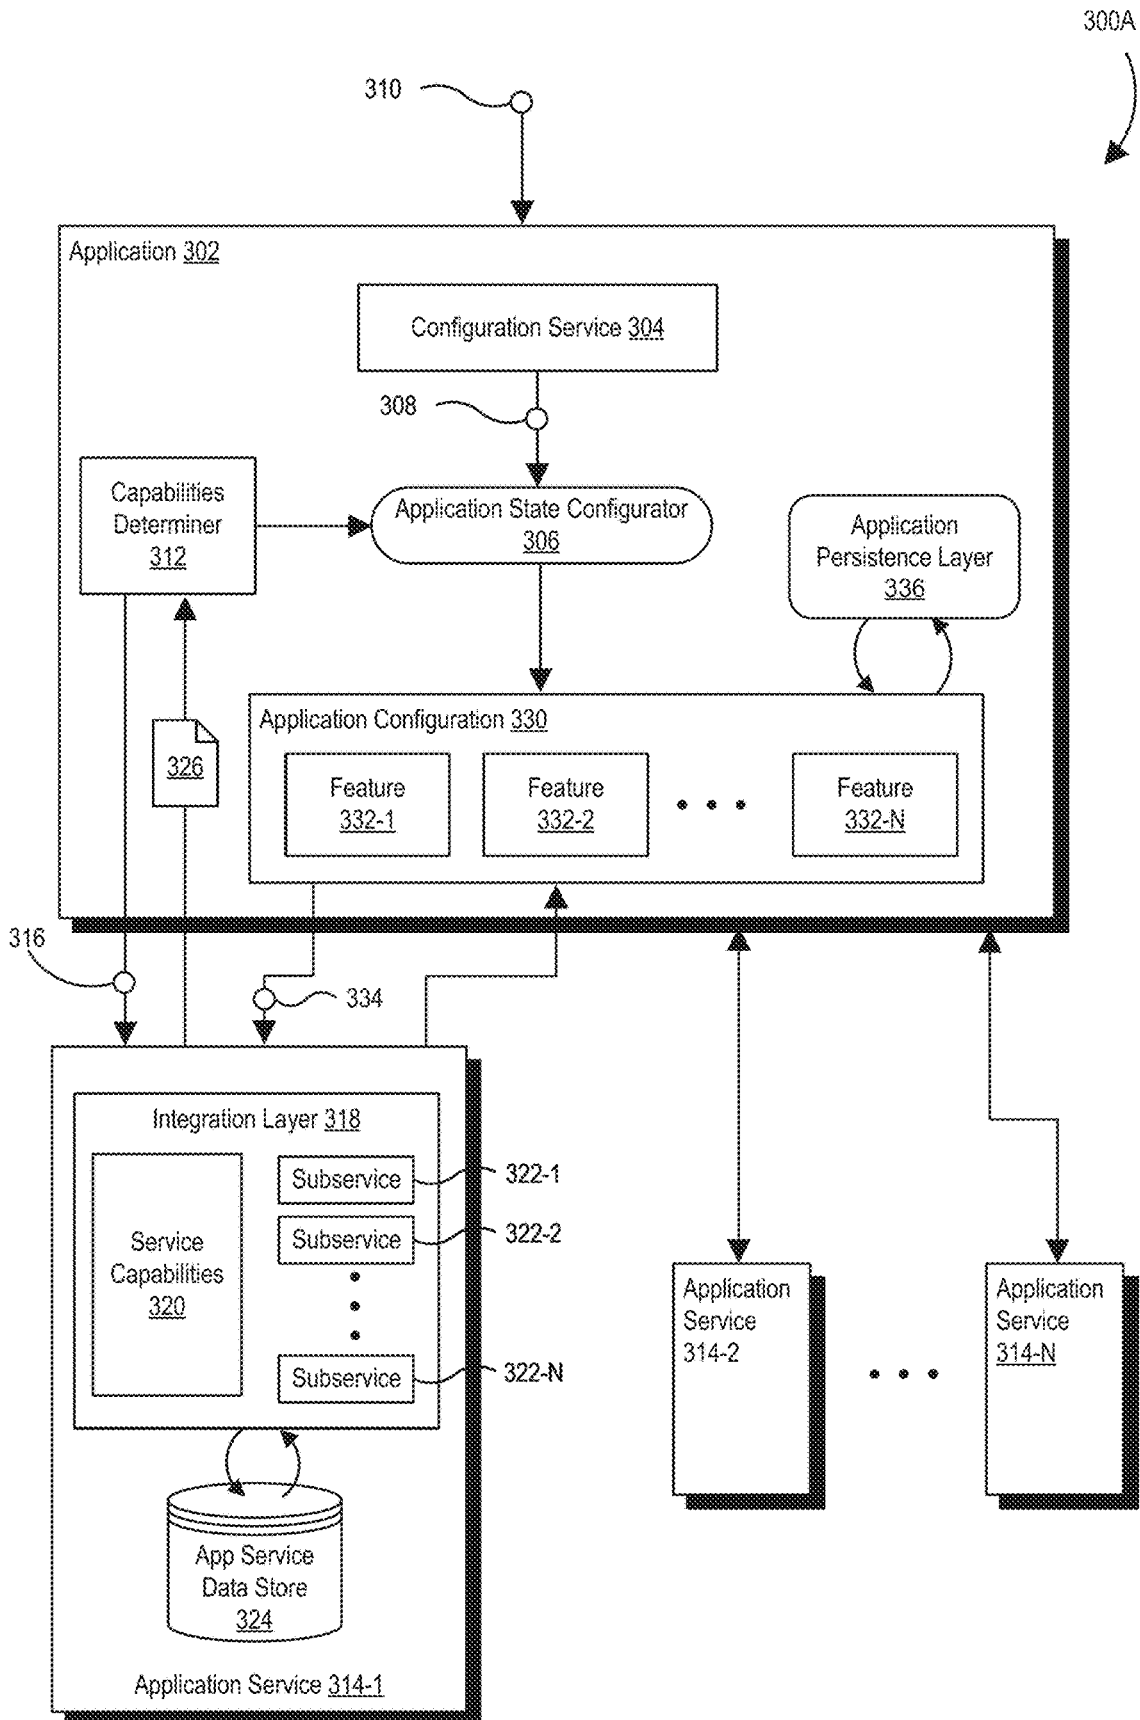 300A
310
Application 302
Configuration Service 304
308
Capabilities
Determiner
312
Application State Configurator
306
Application
Persistence Layer
336
326
Application Configuration 330
Feature
332-1
Feature
332-2
Feature
332-N
316
334
Integration Layer 318
Service
Capabilities
320
Subservice
322-1
Subservice
322-2
Subservice
322-N
App Service
Data Store
324
Application Service 314-1
Application
Service
314-2
Application
Service
314-N